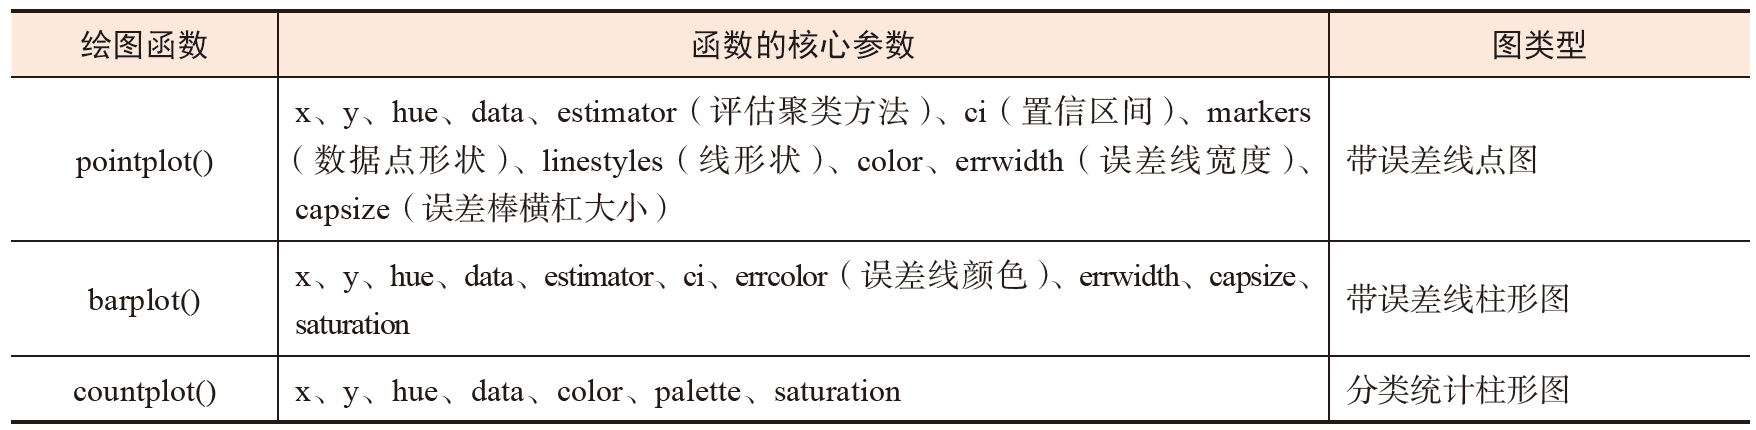 绘图函数 函数的核心参数 图类型
x、y、hue、data、estimator（评估聚类方法）、ci（置信区间）、markers
pointplot() （数据点形状）、linestyles（线形状）、color、errwidth（误差线宽度）、 带误差线点图
capsize（误差棒横杠大小）
x、y、hue、data、estimator、ci、errcolor（误差线颜色）、errwidth、capsize、
barplot() 带误差线柱形图
saturation
countplot() x、y、hue、data、color、palette、saturation 分类统计柱形图